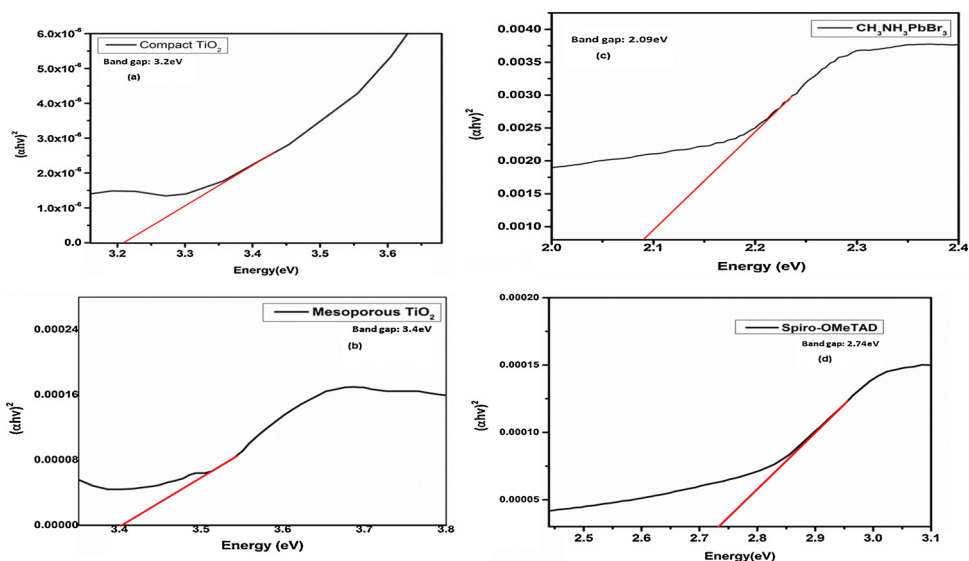 Compact TiO₂
Band gap: 3.2eV
(a)
6.0x10⁻⁶
5.0x10⁻⁶
4.0x10⁻⁶
3.0x10⁻⁶
2.0x10⁻⁶
1.0x10⁻⁶
0.0
3.2 3.3 3.4 3.5 3.6
(αhv)²
Energy(eV)
CH₃NH₃PbBr₃
Band gap: 2.09eV
(c)
0.0040
0.0035
0.0030
0.0025
0.0020
0.0015
0.0010
2.0 2.1 2.2 2.3 2.4
(αhv)²
Energy (eV)
Mesoporous TiO₂
Band gap: 3.4eV
(b)
0.00024
0.00016
0.00008
0.00000
3.4 3.5 3.6 3.7 3.8
(αhv)²
Energy (eV)
Spiro-OMeTAD
Band gap: 2.74eV
(d)
0.00020
0.00015
0.00010
0.00005
2.5 2.6 2.7 2.8 2.9 3.0 3.1
(αhv)²
Energy(eV)